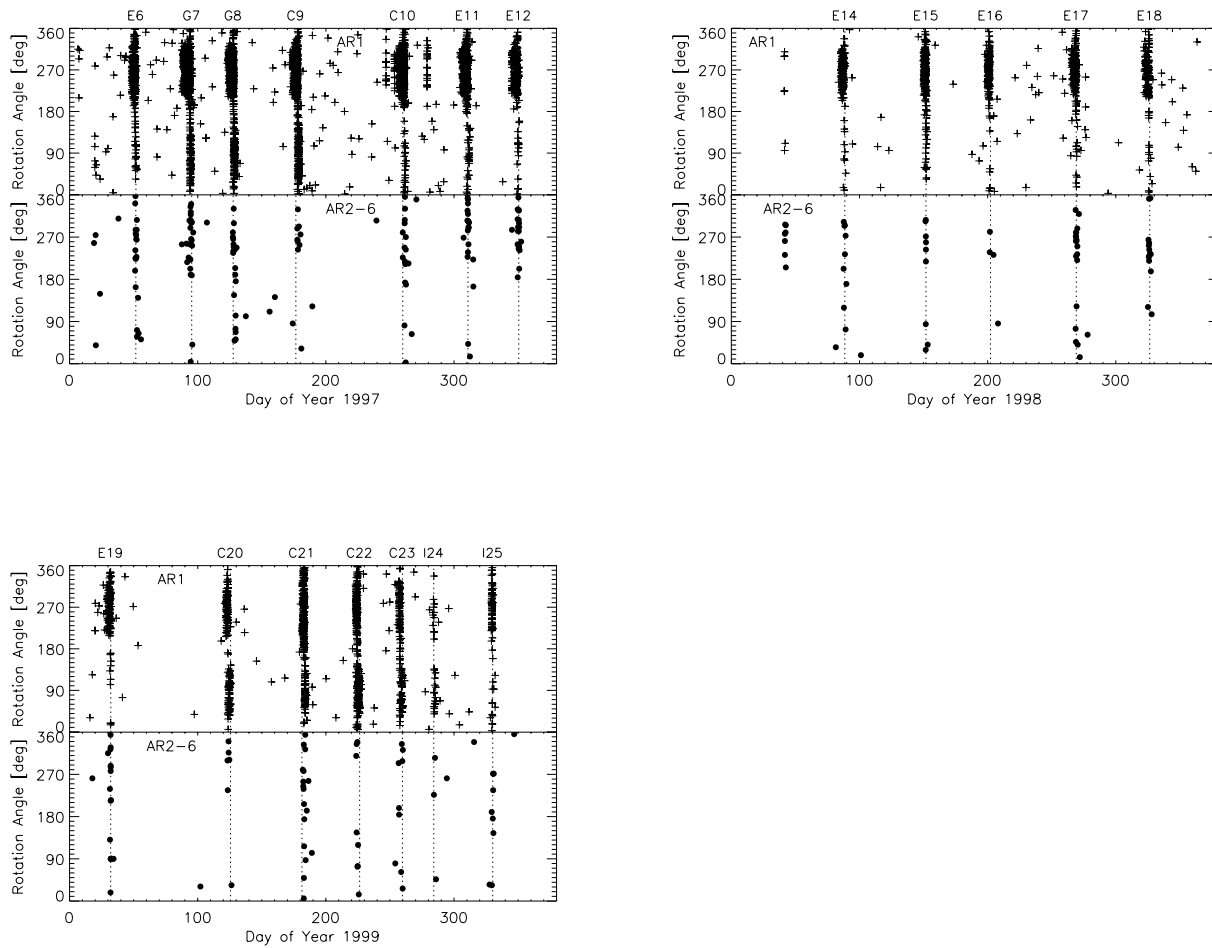 E6 G7 G8 C9 C10 E11 E12
AR1
360
270
180
90
0
Rotation Angle [deg]
AR2-6
360
270
180
90
0
Rotation Angle [deg]
0 100 200 300
Day of Year 1997
E14 E15 E16 E17 E18
AR1
360
270
180
90
0
Rotation Angle [deg]
AR2-6
360
270
180
90
0
Rotation Angle [deg]
0 100 200 300
Day of Year 1998
E19 C20 C21 C22 C23 I24 I25
AR1
360
270
180
90
0
Rotation Angle [deg]
AR2-6
360
270
180
90
0
Rotation Angle [deg]
0 100 200 300
Day of Year 1999